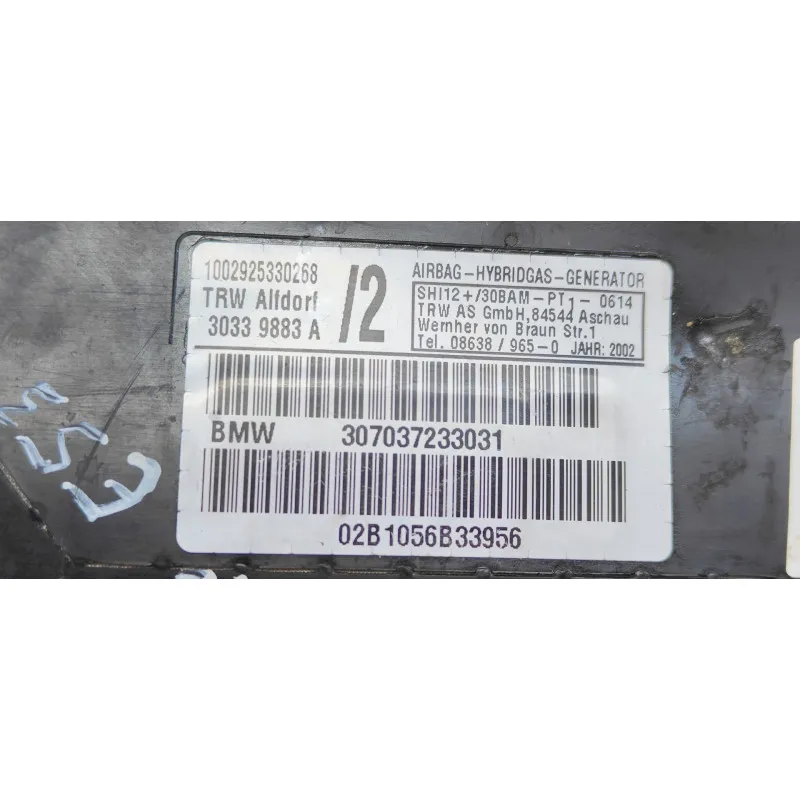 1002925330268
TRW Alfdorf
3033 9883 A
/2
AIRBAG-HYBRIDGAS-GENERATOR
SHI12+/30BAM-PT1- 0614
TRW AS GmbH,84544 Aschau
Wernher von Braun Str.1
Tel. 08638 / 965-0 JAHR: 2002
BMW 307037233031
02B1056B33956